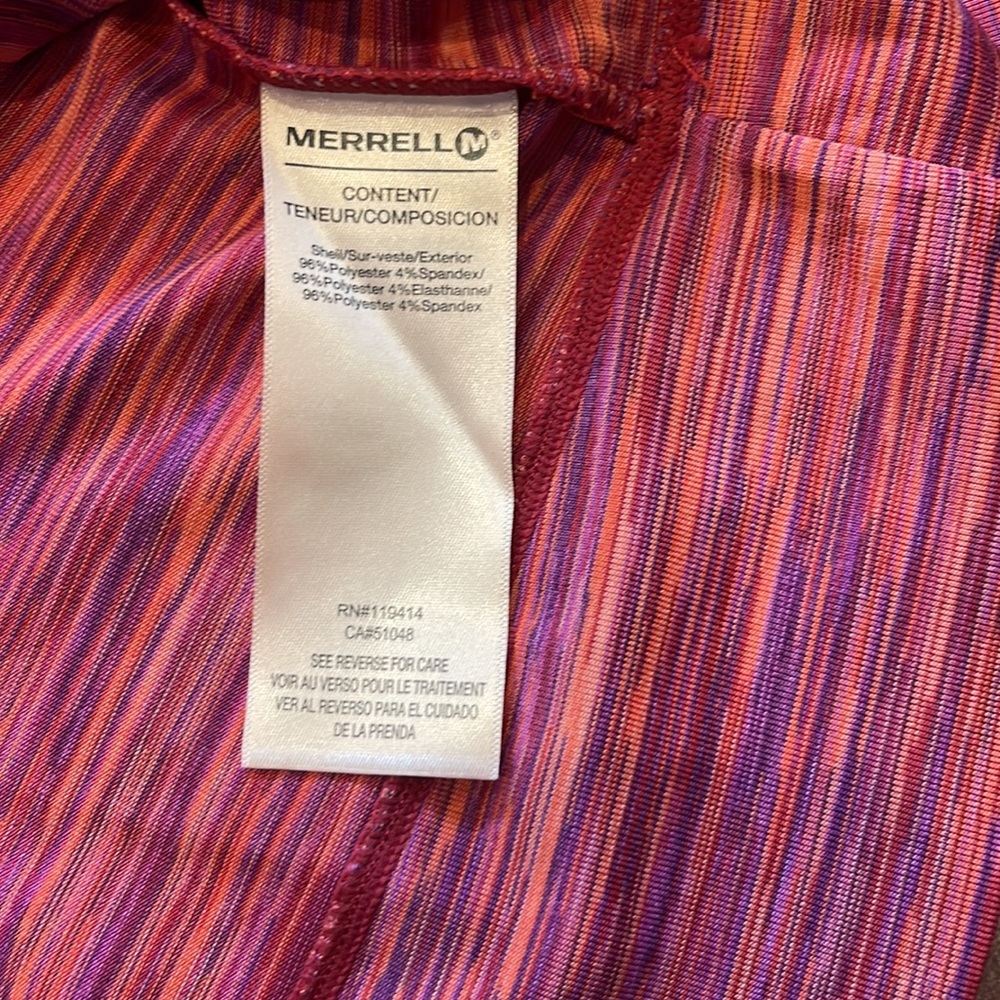 MERRELL M®
CONTENT/
TENEUR/COMPOSICION
Shell/Sur-veste/Exterior
96%Polyester 4%Spandex/
96%Polyester 4%Elasthanne/
96%Polyester 4%Spandex
RN#119414
CA#51048
SEE REVERSE FOR CARE
VOIR AU VERSO POUR LE TRAITEMENT
VER AL REVERSO PARA EL CUIDADO
DE LA PRENDA